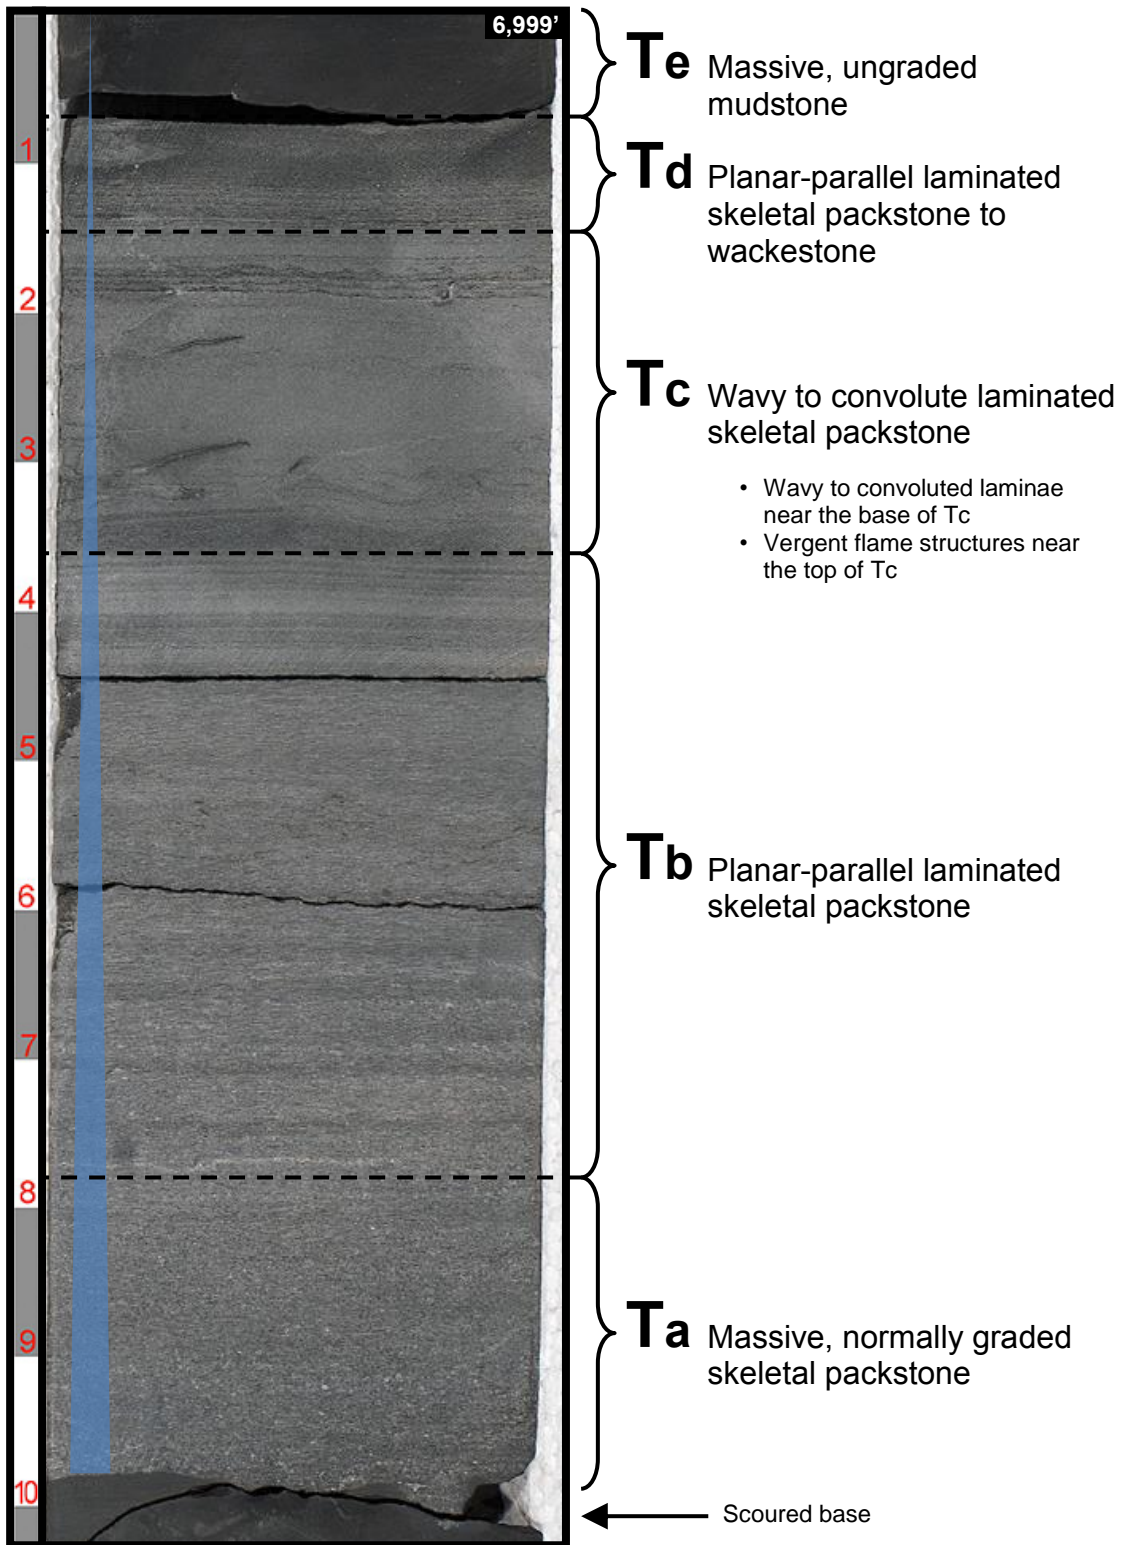 6,999’
Te Massive, ungraded
mudstone
1
Td Planar-parallel laminated
skeletal packstone to
wackestone
2
Tc Wavy to convolute laminated
skeletal packstone
3
• Wavy to convoluted laminae
near the base of Tc
• Vergent flame structures near
the top of Tc
4
5
Tb Planar-parallel laminated
skeletal packstone
6
7
8
Ta Massive, normally graded
skeletal packstone
9
10
Scoured base